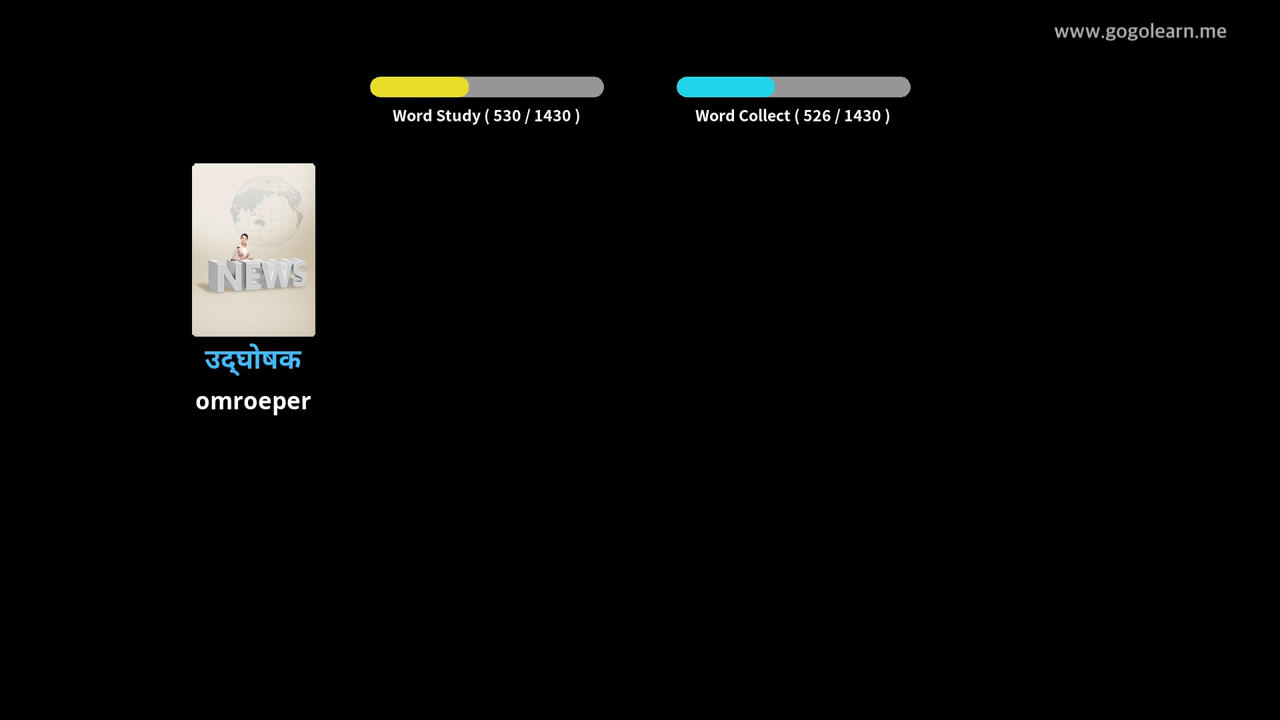 www.gogolearn.me
Word Study ( 530 / 1430 )
Word Collect ( 526 / 1430 )
NEWS
उद्‌घोषक
omroeper